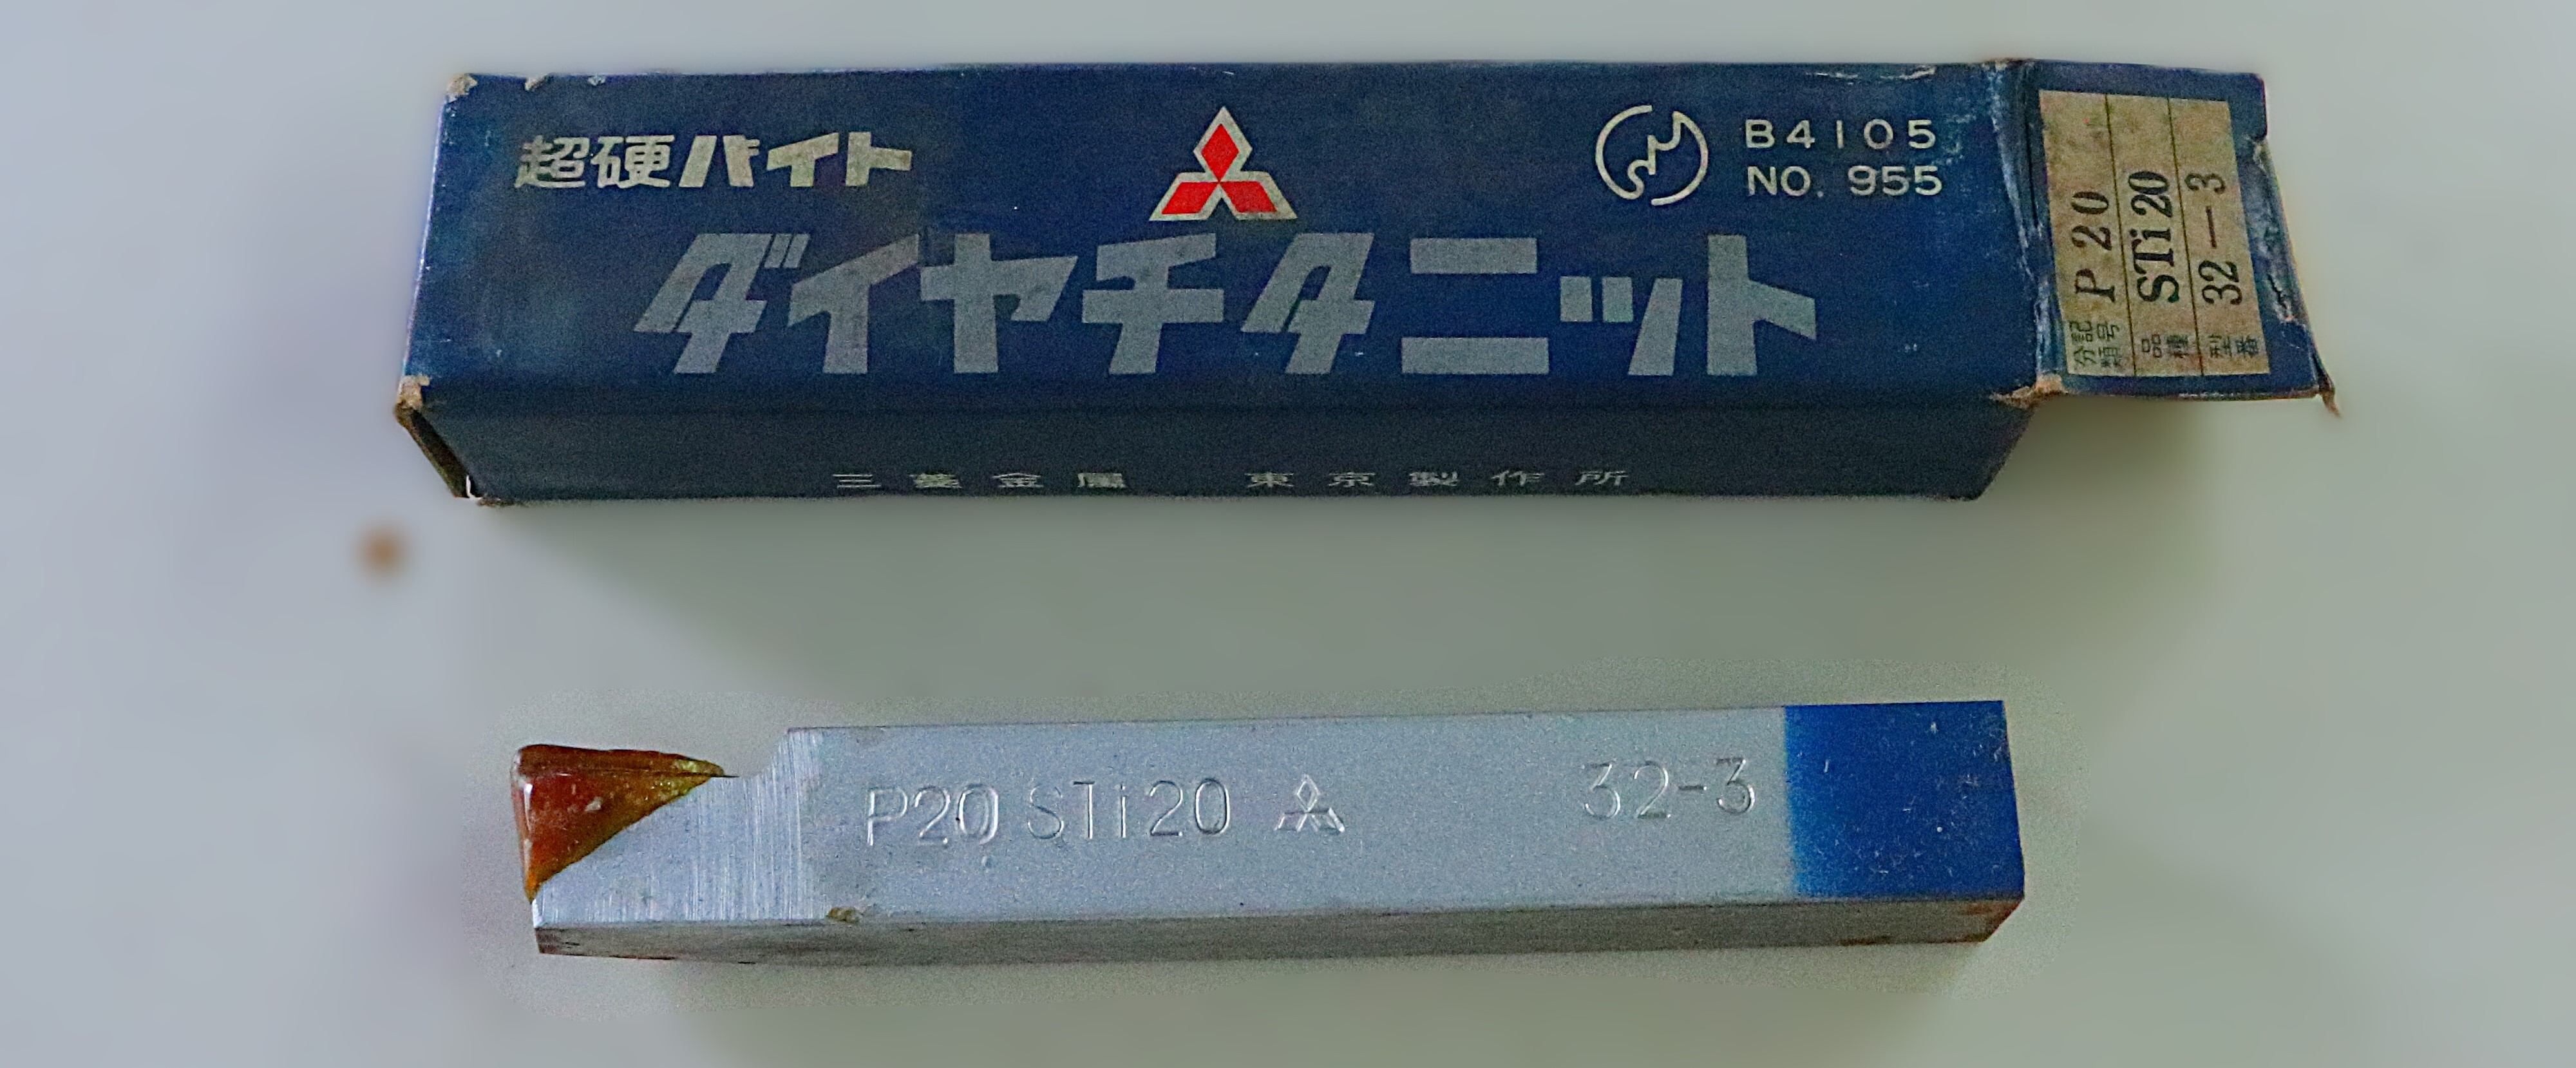 超硬バイト
B4105
NO. 955
ダイヤチタニット
三菱金属 東京製作所
分類記号 P 20
品種 STi 20
型番 32-3
P20 STi20 32-3